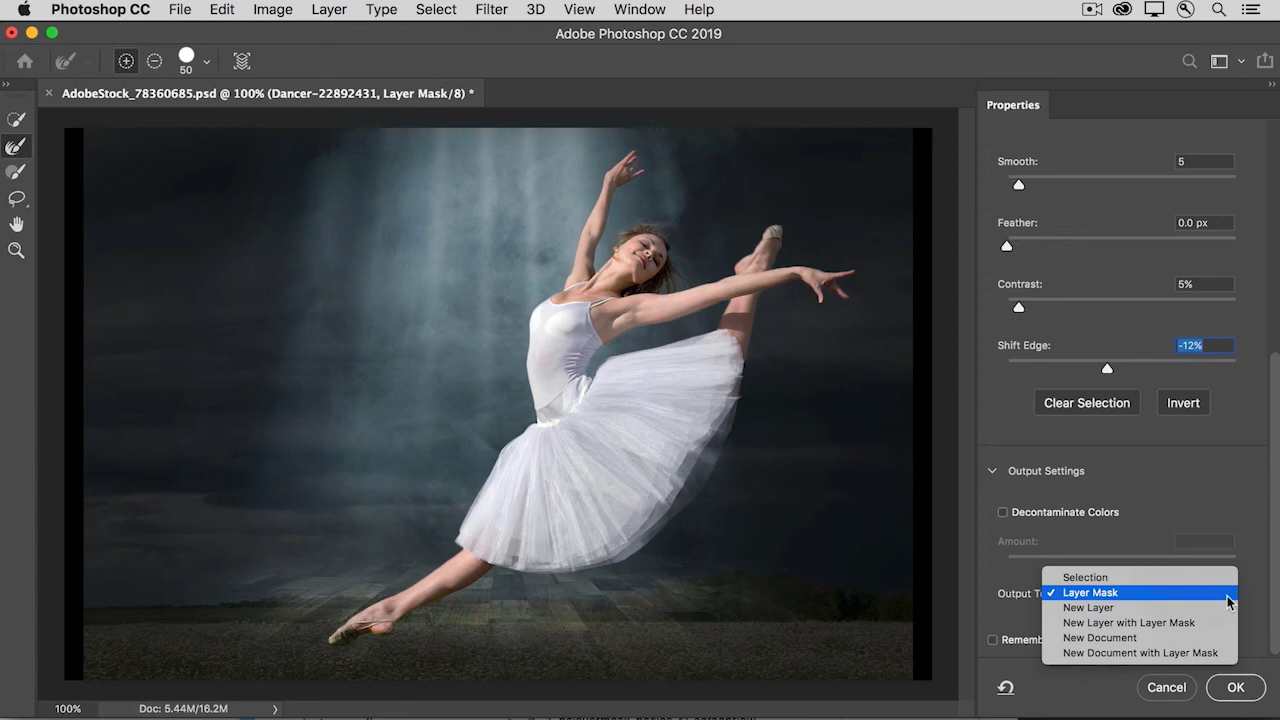 Photoshop CC File Edit Image Layer Type Select Filter 3D View Window Help
Adobe Photoshop CC 2019
50
AdobeStock_78360685.psd @ 100% (Dancer-22892431, Layer Mask/8) *
Properties
Smooth: 5
Feather: 0.0 px
Contrast: 5%
Shift Edge: -12%
Clear Selection Invert
Output Settings
Decontaminate Colors
Amount:
Selection
Output T
Layer Mask
New Layer
New Layer with Layer Mask
New Document
Rememb
New Document with Layer Mask
Cancel OK
100% Doc: 5.44M/16.2M